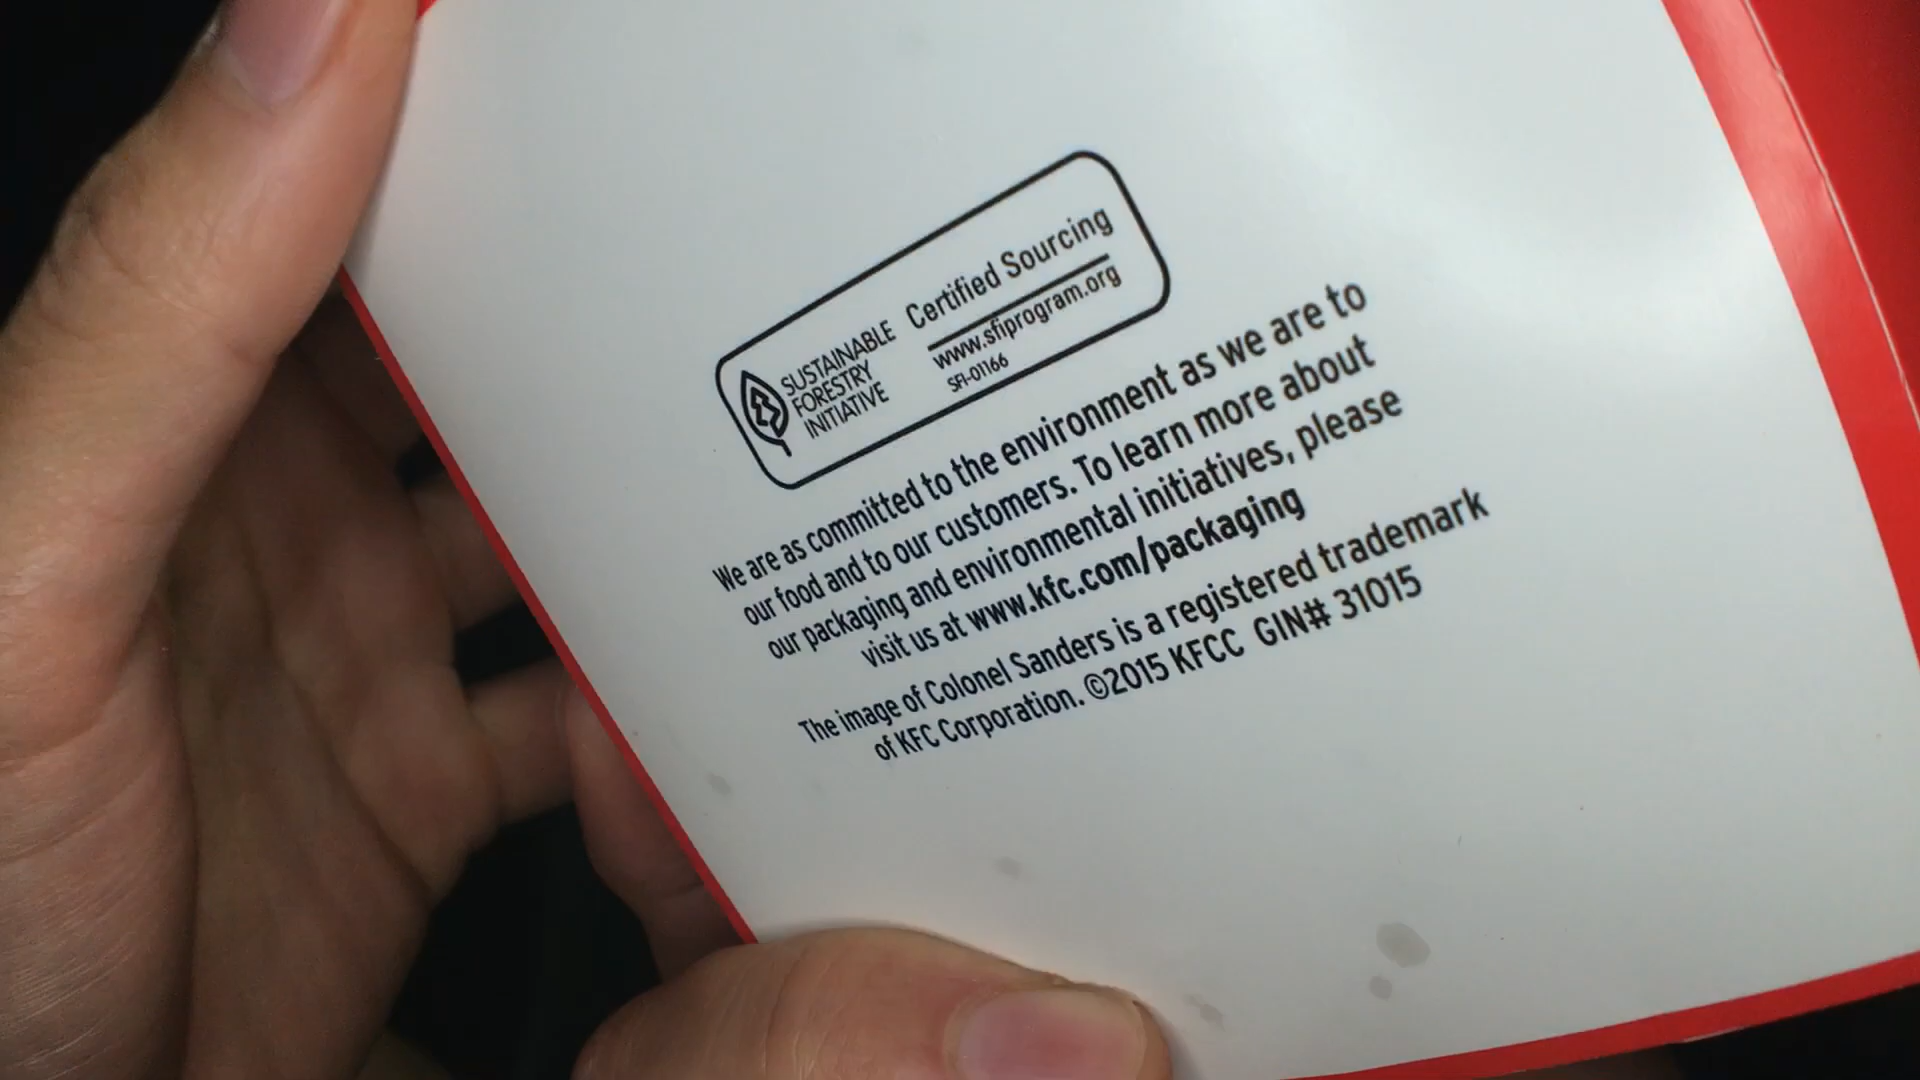 SUSTAINABLE
FORESTRY
INITIATIVE
Certified Sourcing
www.sfiprogram.org
SFI-01166
We are as committed to the environment as we are to
our food and to our customers. To learn more about
our packaging and environmental initiatives, please
visit us at www.kfc.com/packaging
The image of Colonel Sanders is a registered trademark
of KFC Corporation. ©2015 KFCC GIN# 31015